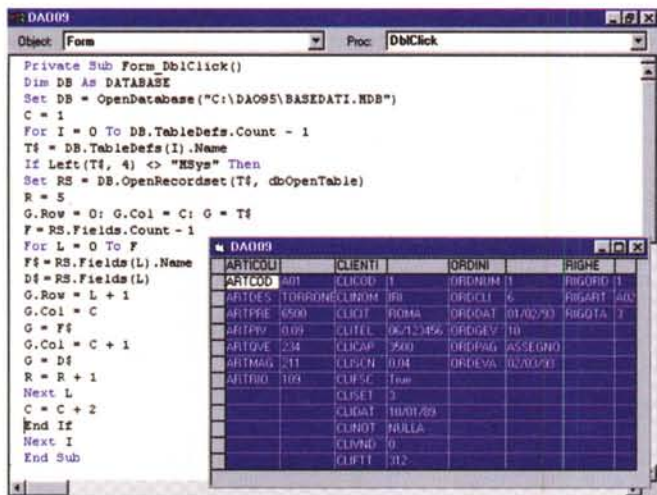 DAO09
Object: Form Proc: DblClick
Private Sub Form_DblClick()
Dim DB As DATABASE
Set DB = OpenDatabase("C:\DAO95\BASEDATI.MDB")
C = 1
For I = 0 To DB.TableDefs.Count - 1
T$ = DB.TableDefs(I).Name
If Left(T$, 4) <> "MSys" Then
Set RS = DB.OpenRecordset(T$, dbOpenTable)
R = 5
G.Row = 0: G.Col = C: G = T$
F = RS.Fields.Count - 1
For L = 0 To F
F$ = RS.Fields(L).Name
D$ = RS.Fields(L)
G.Row = L + 1
G.Col = C
G = F$
G.Col = C + 1
G = D$
R = R + 1
Next L
C = C + 2
End If
Next I
End Sub
DAO09
ARTICOLI CLIENTI ORDINI RIGHE
ARTCOD A01 CLICOD 1 ORDNUM 1 RIGORD 1
ARTDES TORRONE CLINOM IRI ORDCLI 6 RIGART A02
ARTPRE 6500 CLICIT ROMA ORDDAT 01/02/93 RIGQTA 3
ARTPIV 0.09 CLITEL 06/123456 ORDGEV 10
ARTQVE 234 CLICAP 3500 ORDPAG ASSEGNO
ARTMAG 211 CLISCN 0.04 ORDEVA 02/03/93
ARTRIO 109 CLIFSC True
CLISET 3
CLIDAT 10/01/89
CLINOT NULLA
CLIVND 0
CLIFTT 312